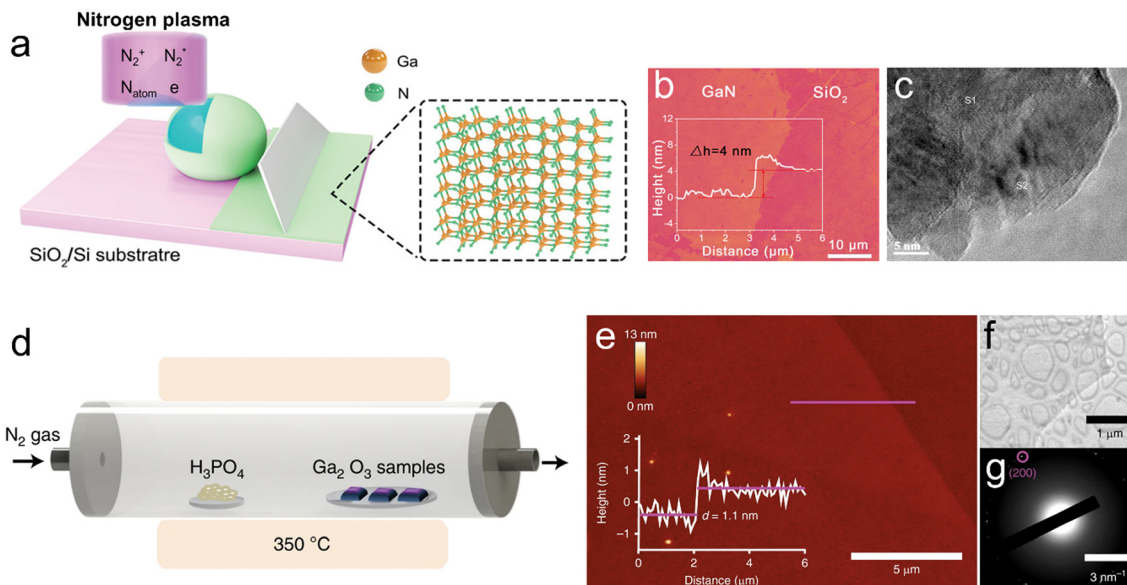 a
Nitrogen plasma
N₂⁺ N₂*
Nₐₜₒₘ e
Ga
N
SiO₂/Si substratre
b
GaN SiO₂
△h=4 nm
Height (nm)
12
8
4
0
-4
0 1 2 3 4 5 6
Distance (μm)
10 μm
c
S1
S2
5 nm
d
N₂ gas
H₃PO₄
Ga₂ O₃ samples
350 °C
e
13 nm
0 nm
Height (nm)
2
1
0
−1
d = 1.1 nm
0 2 4 6
Distance (μm)
5 μm
f
1 μm
g
(200)
3 nm⁻¹